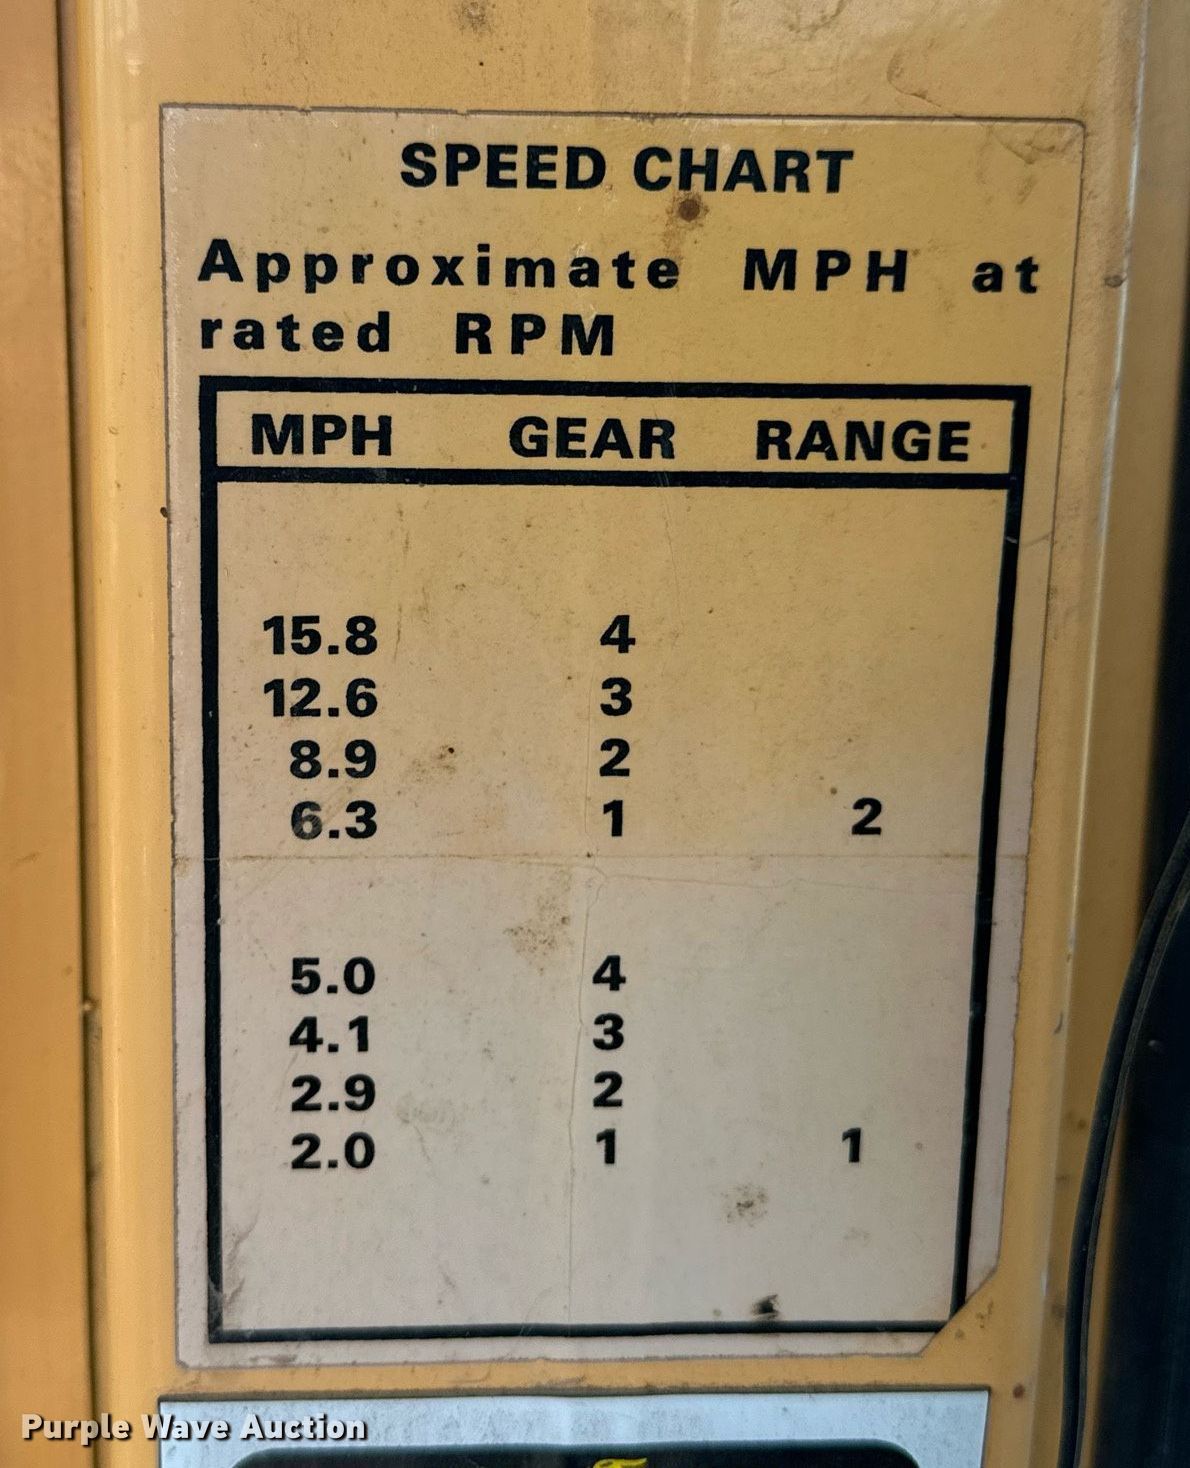 SPEED CHART
Approximate MPH at
rated RPM
MPH GEAR RANGE
15.8 4
12.6 3
8.9 2
6.3 1 2
5.0 4
4.1 3
2.9 2
2.0 1 1
Purple Wave Auction